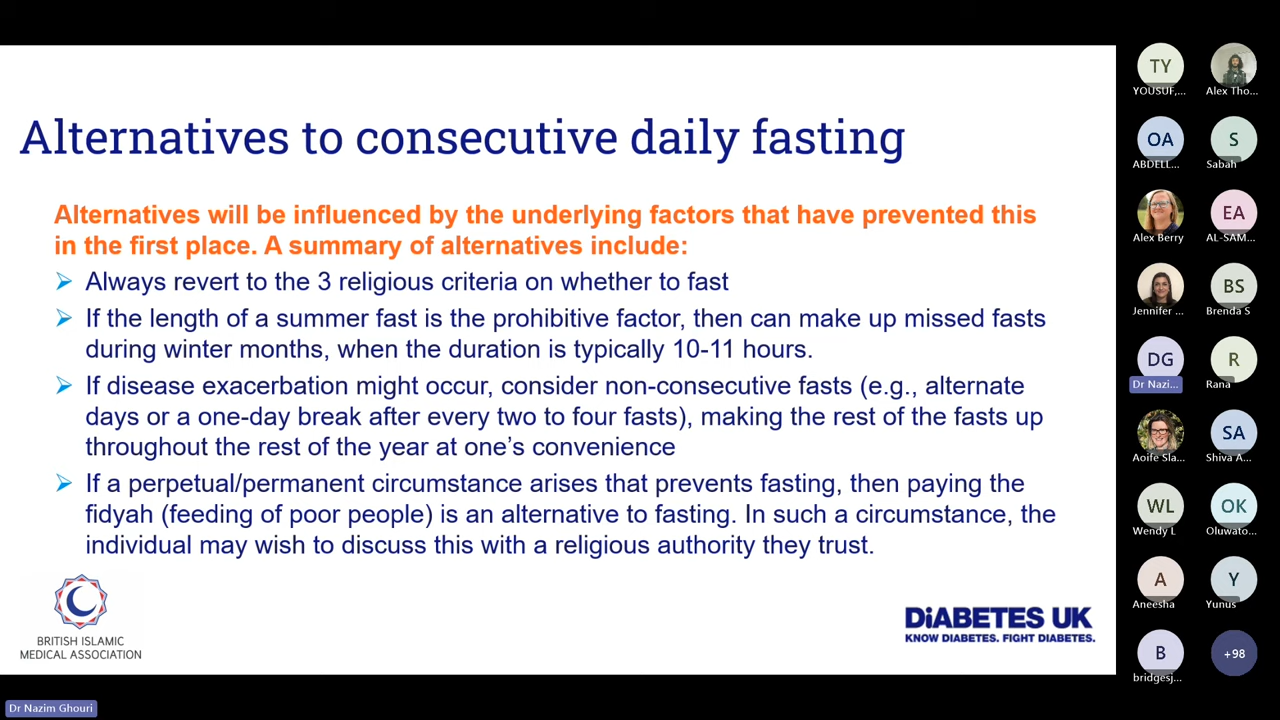 Alternatives to consecutive daily fasting
Alternatives will be influenced by the underlying factors that have prevented this
in the first place. A summary of alternatives include:
Always revert to the 3 religious criteria on whether to fast
If the length of a summer fast is the prohibitive factor, then can make up missed fasts
during winter months, when the duration is typically 10-11 hours.
If disease exacerbation might occur, consider non-consecutive fasts (e.g., alternate
days or a one-day break after every two to four fasts), making the rest of the fasts up
throughout the rest of the year at one’s convenience
If a perpetual/permanent circumstance arises that prevents fasting, then paying the
fidyah (feeding of poor people) is an alternative to fasting. In such a circumstance, the
individual may wish to discuss this with a religious authority they trust.
BRITISH ISLAMIC
MEDICAL ASSOCIATION
DiABETES UK
KNOW DIABETES. FIGHT DIABETES.
Dr Nazim Ghouri
TY
YOUSUF,...
Alex Tho...
OA
ABDELL...
S
Sabah
Alex Berry
EA
AL-SAM...
Jennifer ...
BS
Brenda S
DG
Dr Nazi...
R
Rana
Aoife Sla...
SA
Shiva A...
WL
Wendy L
OK
Oluwato...
A
Aneesha
Y
Yunus
B
bridgesj...
+98